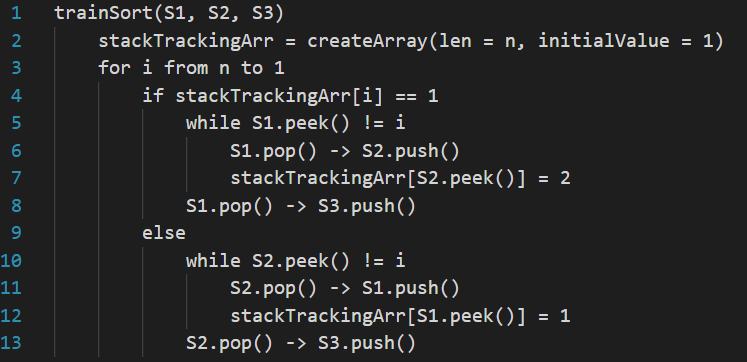 1 trainSort(S1, S2, S3)
2 stackTrackingArr = createArray(len = n, initialValue = 1)
3 for i from n to 1
4 if stackTrackingArr[i] == 1
5 while S1.peek() != i
6 S1.pop() -> S2.push()
7 stackTrackingArr[S2.peek()] = 2
8 S1.pop() -> S3.push()
9 else
10 while S2.peek() != i
11 S2.pop() -> S1.push()
12 stackTrackingArr[S1.peek()] = 1
13 S2.pop() -> S3.push()